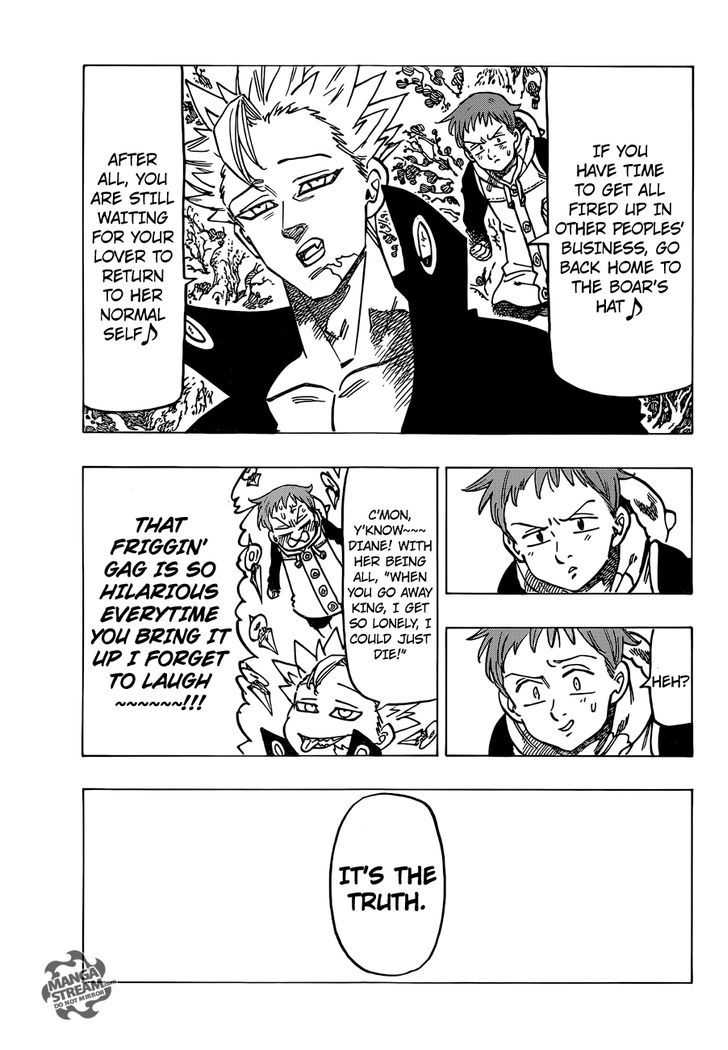 IF YOU
HAVE TIME
TO GET ALL
FIRED UP IN
OTHER PEOPLES'
BUSINESS, GO
BACK HOME TO
THE BOAR'S
HAT♪
AFTER
ALL, YOU
ARE STILL
WAITING
FOR YOUR
LOVER TO
RETURN
TO HER
NORMAL
SELF♪
HEH?
C'MON,
Y'KNOW~~~
DIANE! WITH
HER BEING
ALL, "WHEN
YOU GO AWAY
KING, I GET
SO LONELY, I
COULD JUST
DIE!"
THAT
FRIGGIN'
GAG IS SO
HILARIOUS
EVERYTIME
YOU BRING IT
UP I FORGET
TO LAUGH
~~~~~~!!!
IT'S THE
TRUTH.
MANGA
STREAM.com
DO NOT MIRROR